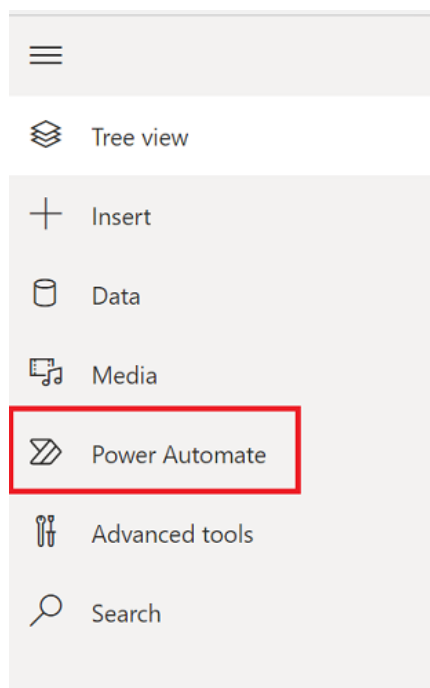 Tree view
Insert
Data
Media
Power Automate
Advanced tools
Search